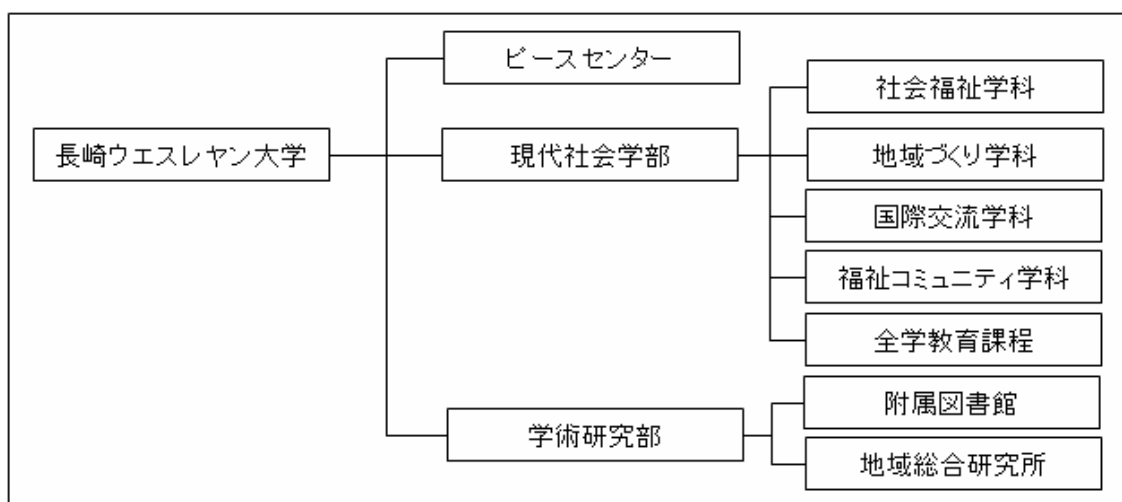 ピースセンター
社会福祉学科
長崎ウエスレヤン大学
現代社会学部
地域づくり学科
国際交流学科
福祉コミュニティ学科
全学教育課程
学術研究部
附属図書館
地域総合研究所